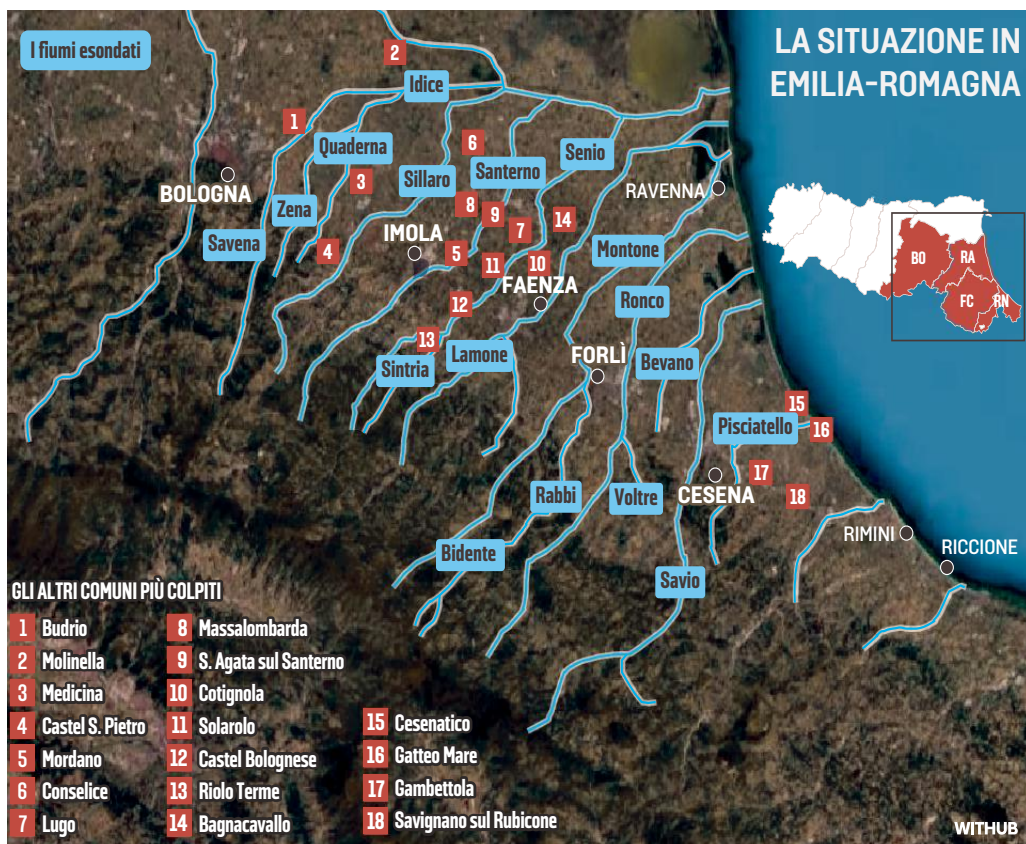 I fiumi esondati
LA SITUAZIONE IN
EMILIA-ROMAGNA
2
Idice
1
Quaderna
6
Santerno
Senio
3
Sillaro
BOLOGNA
RAVENNA
Zena
8
9
7
14
Savena
4
IMOLA
5
11
10
FAENZA
Montone
BO
RA
FC
RN
12
Ronco
13
Sintria
Lamone
FORLÌ
Bevano
15
Pisciatello
16
17
CESENA
18
Rabbi
Voltre
RIMINI
Bidente
RICCIONE
Savio
GLI ALTRI COMUNI PIÙ COLPITI
1 Budrio
2 Molinella
3 Medicina
4 Castel S. Pietro
5 Mordano
6 Conselice
7 Lugo
8 Massalombarda
9 S. Agata sul Santerno
10 Cotignola
11 Solarolo
12 Castel Bolognese
13 Riolo Terme
14 Bagnacavallo
15 Cesenatico
16 Gatteo Mare
17 Gambettola
18 Savignano sul Rubicone
WITHUB